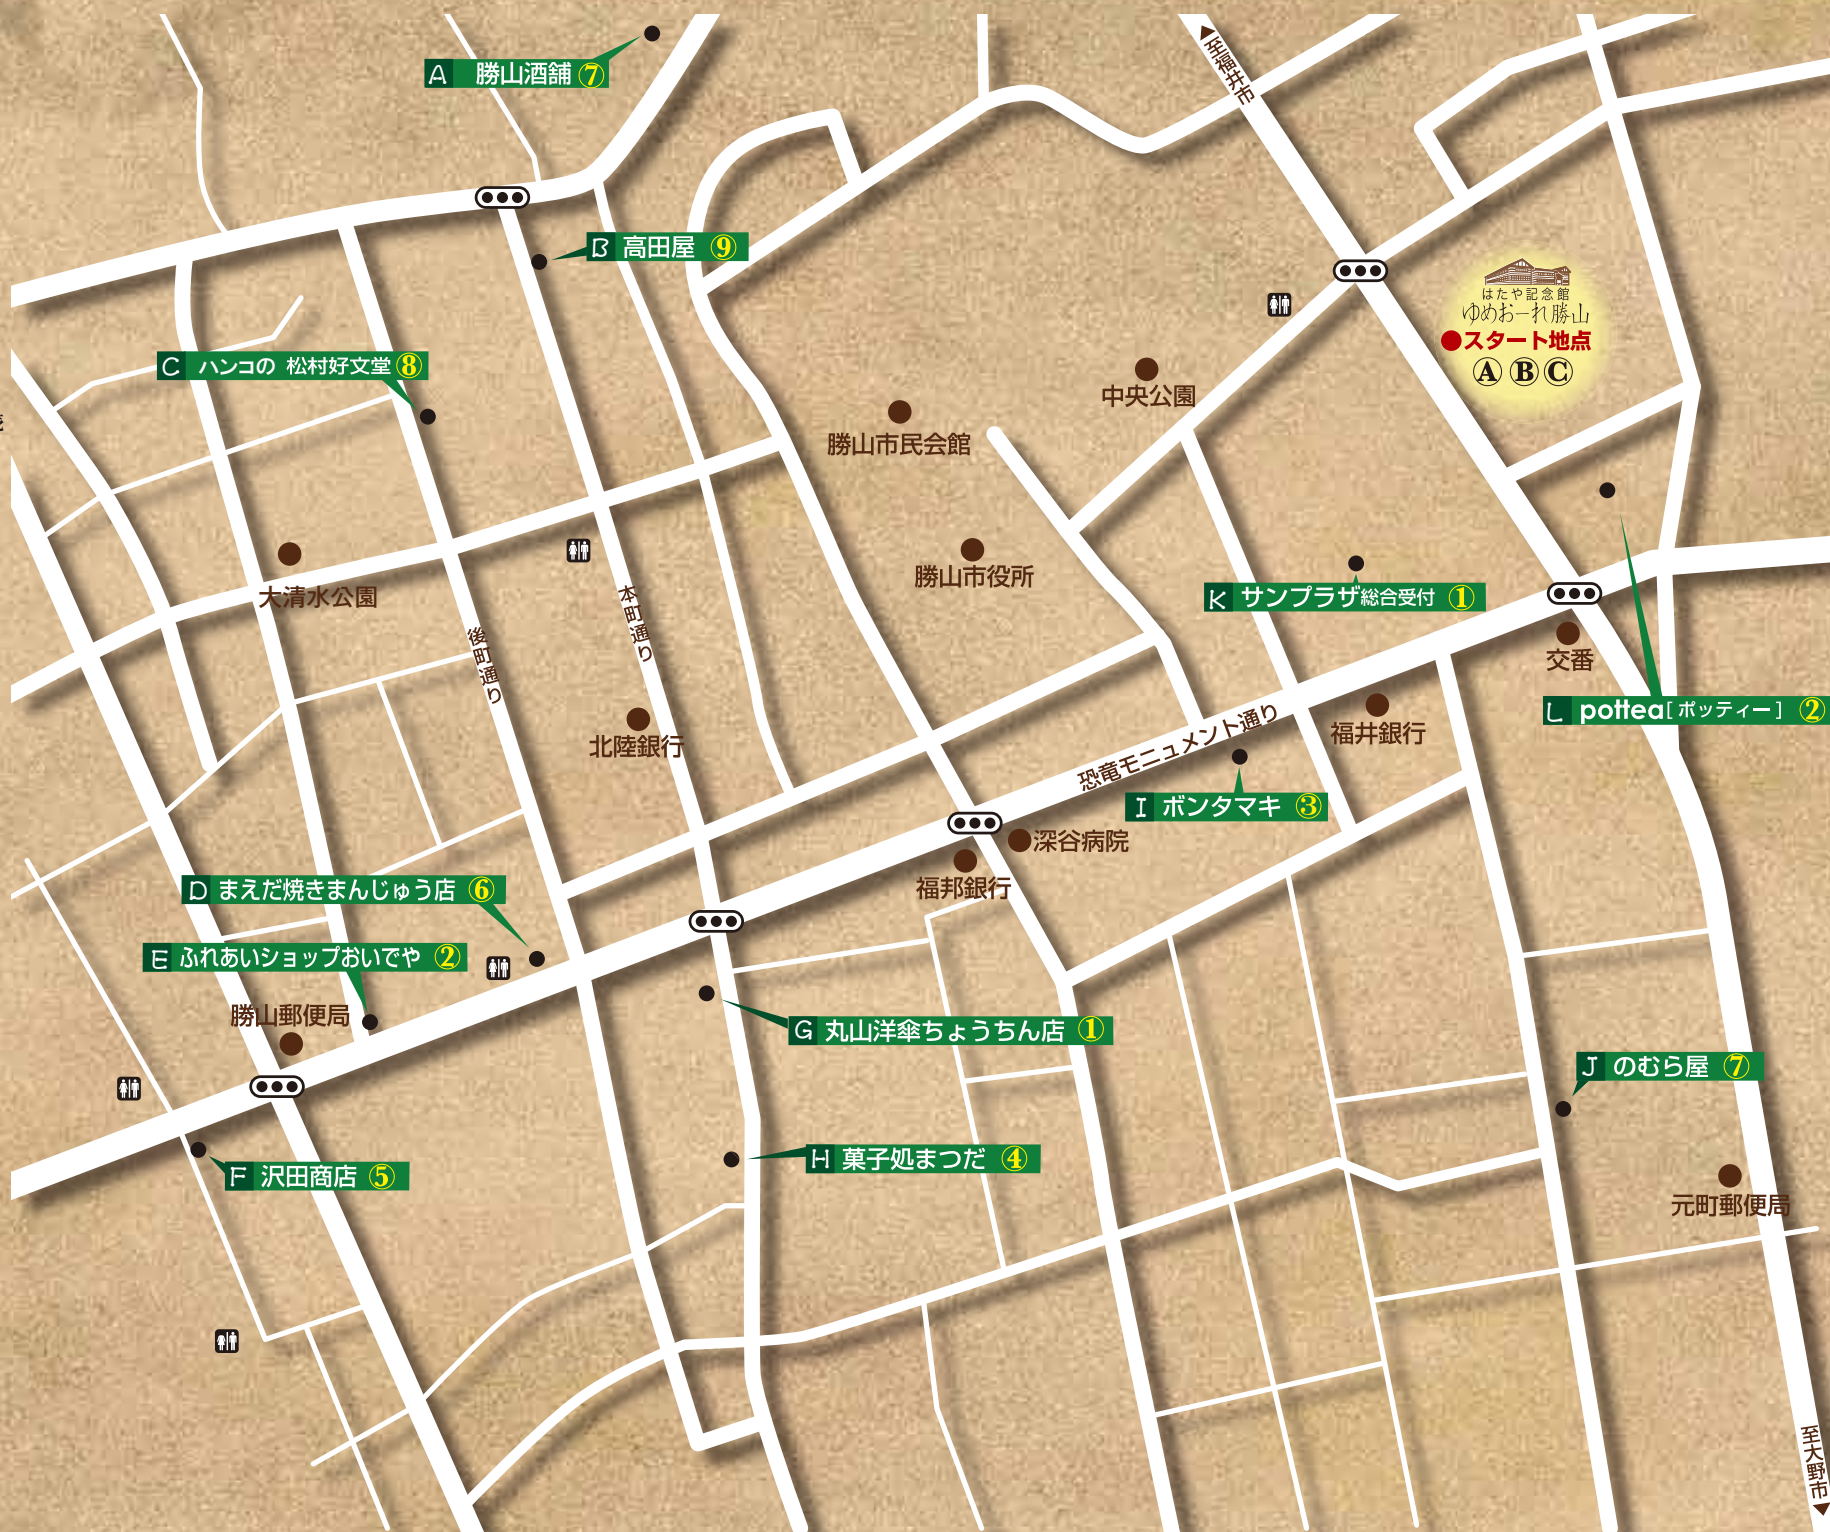 至福井市
A 勝山酒舗 ⑦
B 高田屋 ⑨
はたや記念館
ゆめおーれ勝山
●スタート地点
Ⓐ Ⓑ Ⓒ
C ハンコの 松村好文堂 ⑧
中央公園
勝山市民会館
勝山市役所
大清水公園
K サンプラザ総合受付 ①
本町通り
後町通り
交番
L pottea[ポッティー] ②
北陸銀行
恐竜モニュメント通り
福井銀行
I ボンタマキ ③
深谷病院
福邦銀行
D まえだ焼きまんじゅう店 ⑥
E ふれあいショップおいでや ②
勝山郵便局
G 丸山洋傘ちょうちん店 ①
J のむら屋 ⑦
F 沢田商店 ⑤
H 菓子処まつだ ④
元町郵便局
至大野市